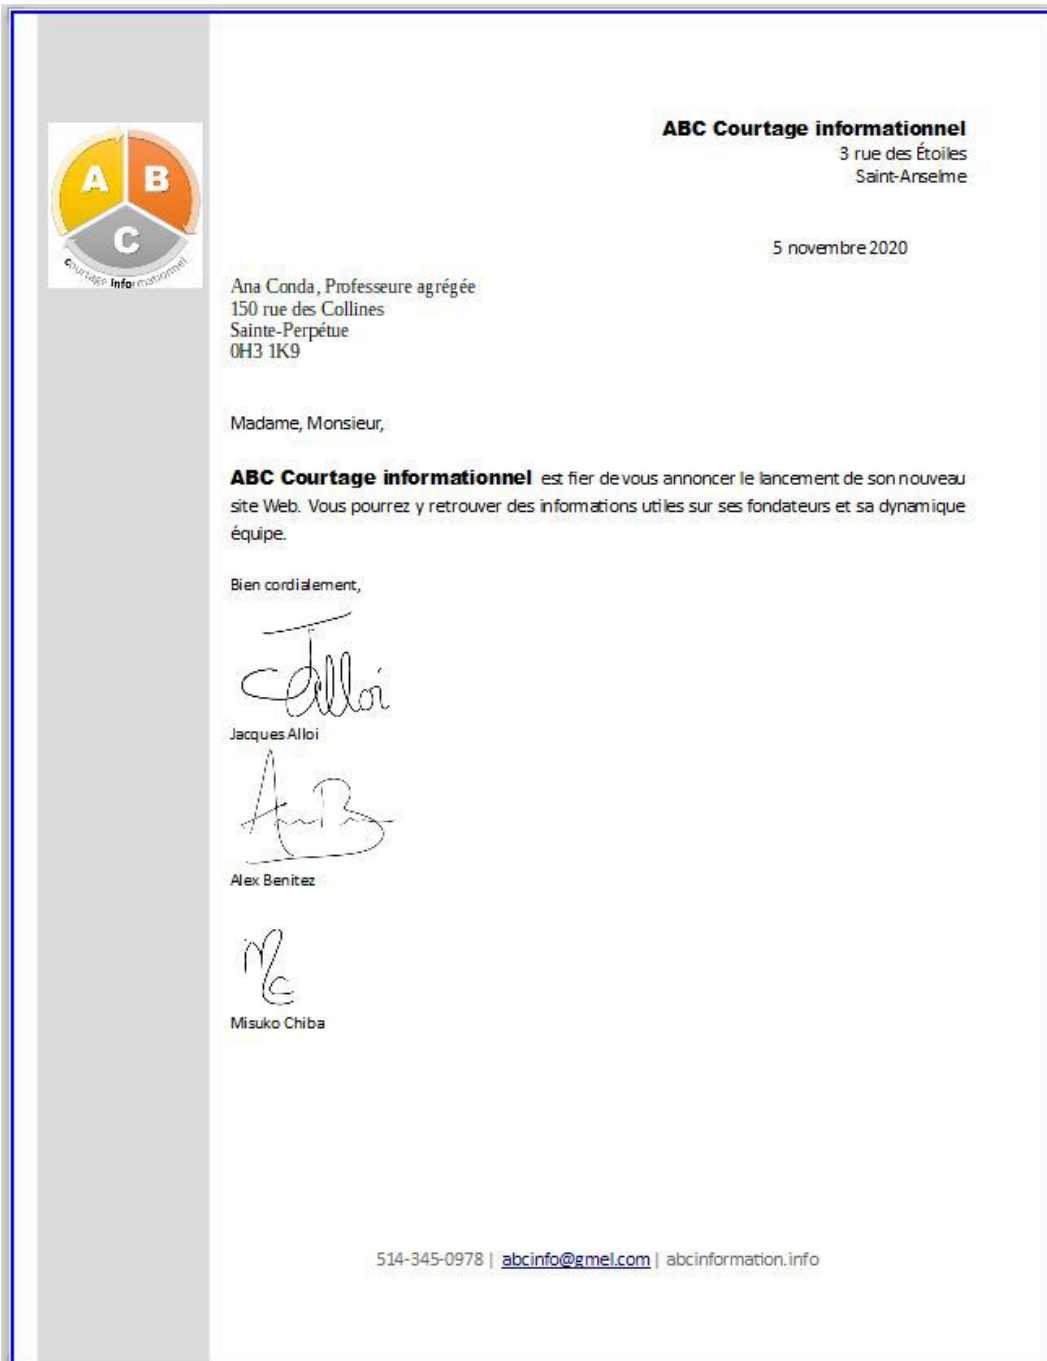 A B
C
Courtage Informationnel
ABC Courtage informationnel
3 rue des Étoiles
Saint-Anselme
5 novembre 2020
Ana Conda, Professeure agrégée
150 rue des Collines
Sainte-Perpétue
0H3 1K9
Madame, Monsieur,
ABC Courtage informationnel est fier de vous annoncer le lancement de son nouveau
site Web. Vous pourrez y retrouver des informations utiles sur ses fondateurs et sa dynamique
équipe.
Bien cordialement,
JAlloi
Jacques Alloi
Alex Benitez
MC
Misuko Chiba
514-345-0978 | abcinfo@gmel.com | abcinformation.info